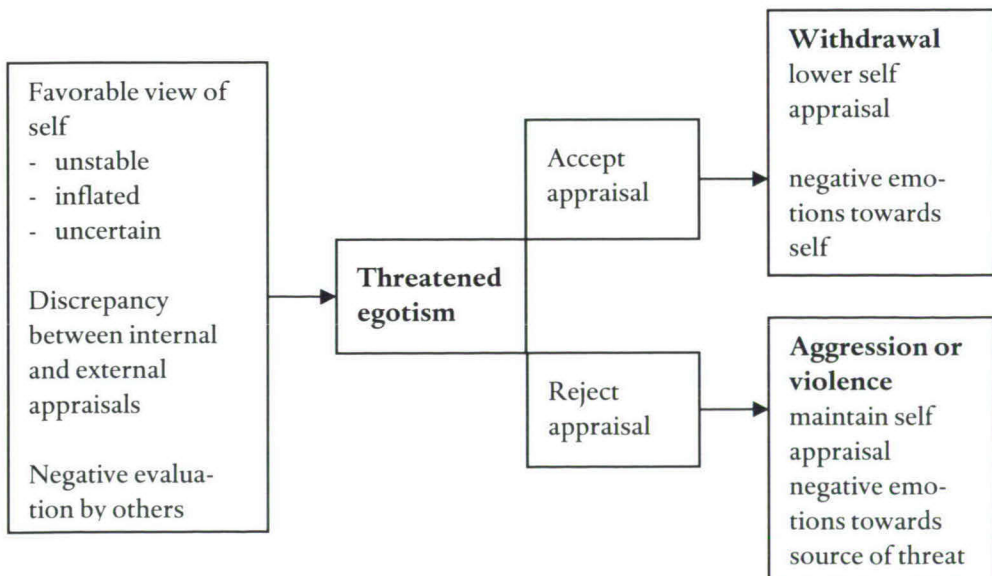 Favorable view of
self
- unstable
- inflated
- uncertain
Discrepancy
between internal
and external
appraisals
Negative evalua-
tion by others
Threatened
egotism
Accept
appraisal
Reject
appraisal
Withdrawal
lower self
appraisal
negative emo-
tions towards
self
Aggression or
violence
maintain self
appraisal
negative emo-
tions towards
source of threat